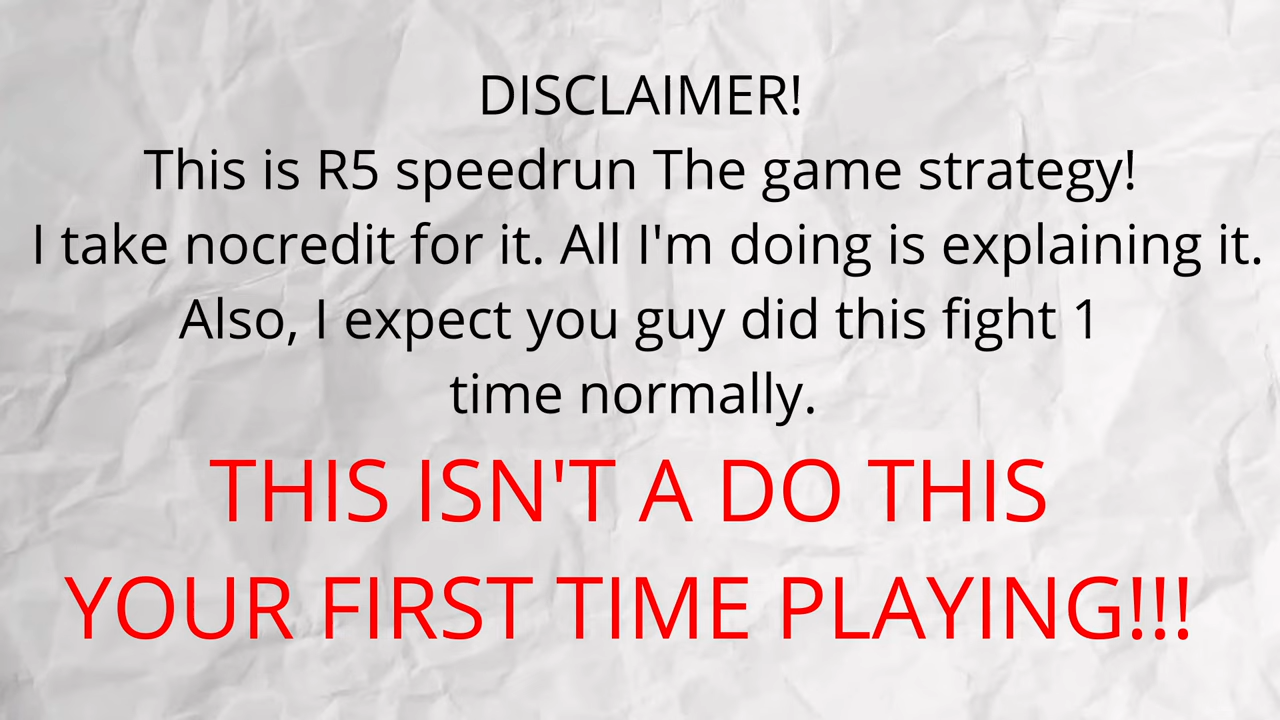 DISCLAIMER!
This is R5 speedrun The game strategy!
I take nocredit for it. All I'm doing is explaining it.
Also, I expect you guy did this fight 1
time normally.
THIS ISN'T A DO THIS
YOUR FIRST TIME PLAYING!!!